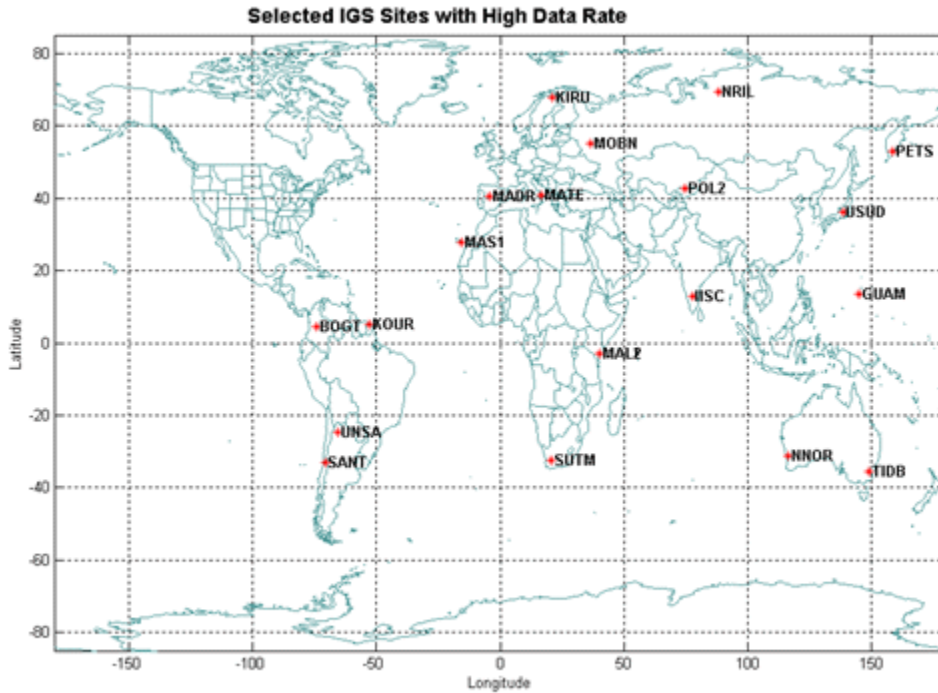 Selected IGS Sites with High Data Rate
80
60
40
20
0
-20
-40
-60
-80
Latitude
KIRU
NRIL
MOBN
PETS
POL2
MADR
MATE
USUD
MAS1
IISC
GUAM
BOGT
KOUR
MAL2
UNSA
SANT
SUTM
NNOR
TIDB
-150
-100
-50
0
50
100
150
Longitude